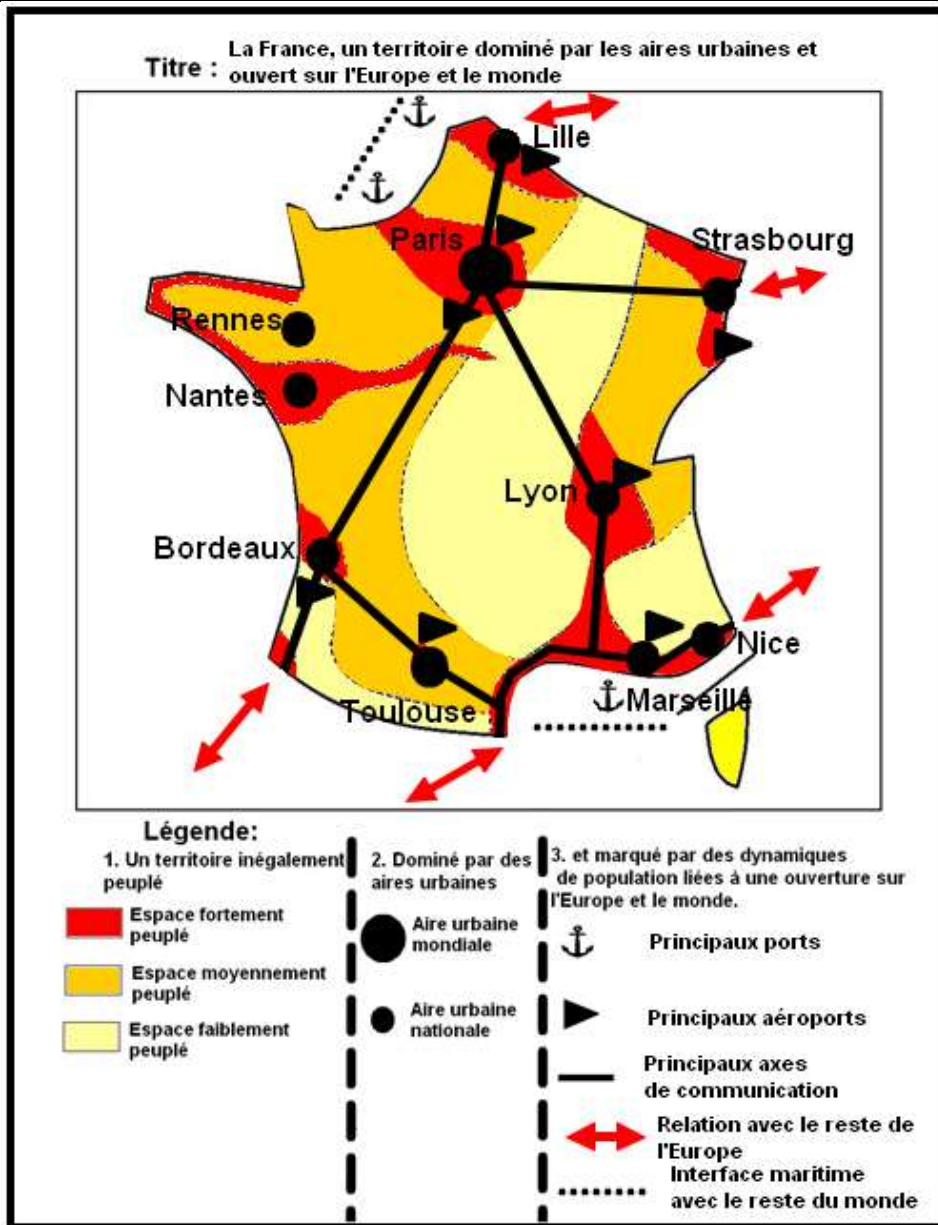 Titre : La France, un territoire dominé par les aires urbaines et
ouvert sur l'Europe et le monde
Lille
Paris
Strasbourg
Rennes
Nantes
Lyon
Bordeaux
Nice
Marseille
Toulouse
Légende:
1. Un territoire inégalement
peuplé
Espace fortement
peuplé
Espace moyennement
peuplé
Espace faiblement
peuplé
2. Dominé par des
aires urbaines
Aire urbaine
mondiale
Aire urbaine
nationale
3. et marqué par des dynamiques
de population liées à une ouverture sur
l'Europe et le monde.
Principaux ports
Principaux aéroports
Principaux axes
de communication
Relation avec le reste de
l'Europe
Interface maritime
avec le reste du monde